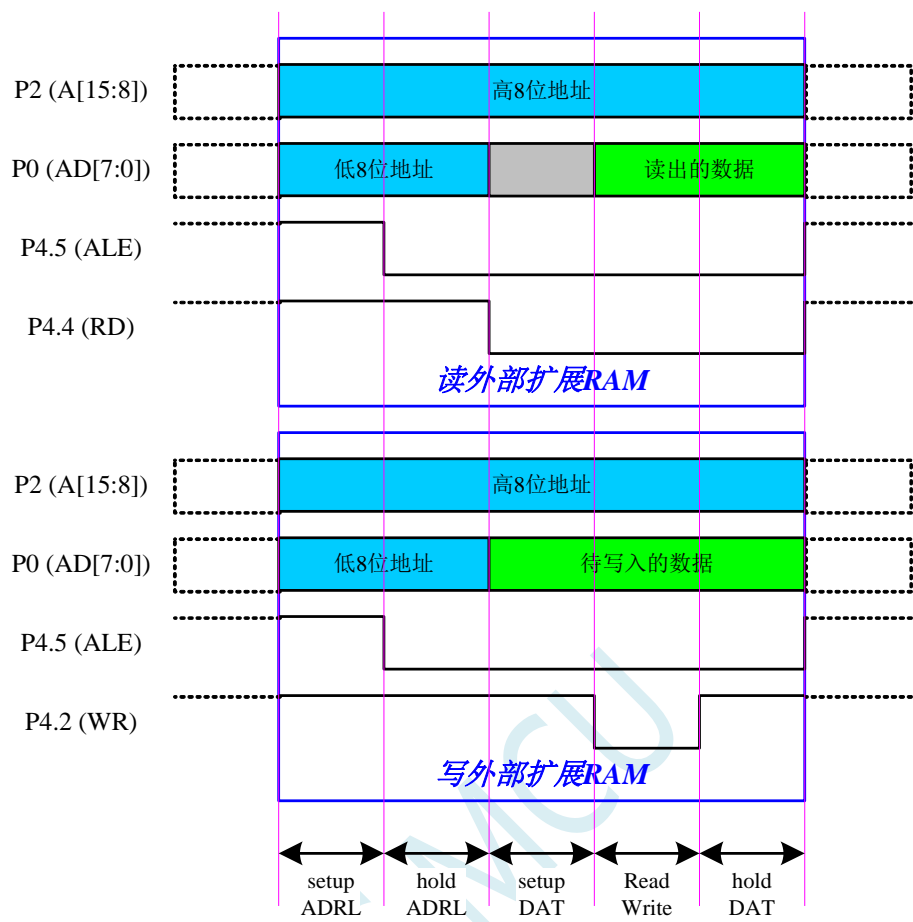 P2 (A[15:8])
高8位地址
P0 (AD[7:0])
低8位地址
读出的数据
P4.5 (ALE)
P4.4 (RD)
读外部扩展RAM
P2 (A[15:8])
高8位地址
P0 (AD[7:0])
低8位地址
待写入的数据
P4.5 (ALE)
P4.2 (WR)
写外部扩展RAM
setup
ADRL
hold
ADRL
setup
DAT
Read
Write
hold
DAT
MCU